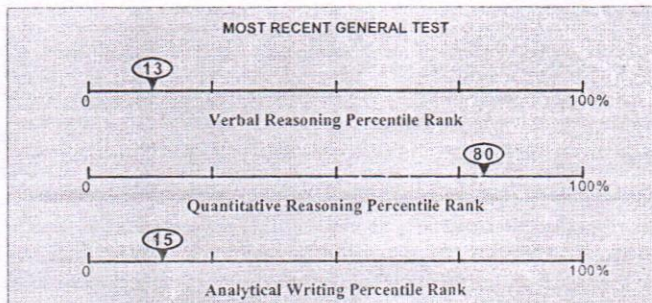 MOST RECENT GENERAL TEST
13
0 100%
Verbal Reasoning Percentile Rank
80
0 100%
Quantitative Reasoning Percentile Rank
15
0 100%
Analytical Writing Percentile Rank